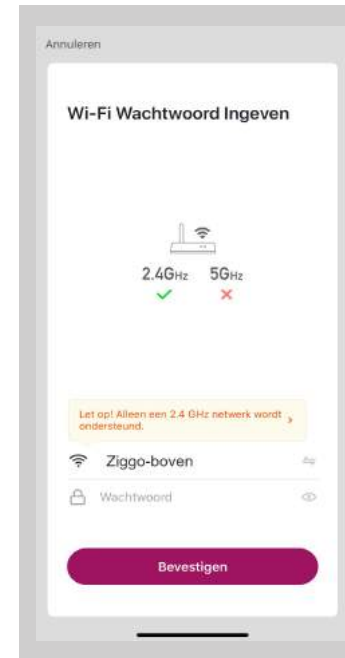 Annuleren
Wi-Fi Wachtwoord Ingeven
2.4GHz 5GHz
Let op! Alleen een 2.4 GHz netwerk wordt
ondersteund.
Ziggo-boven
Wachtwoord
Bevestigen